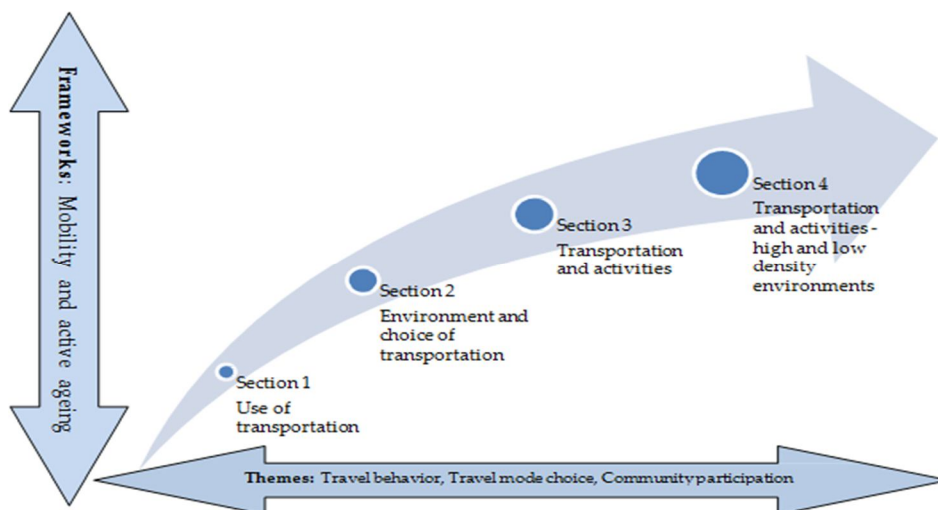 Frameworks: Mobility and active ageing
Section 1
Use of
transportation
Section 2
Environment and
choice of
transportation
Section 3
Transportation
and activities
Section 4
Transportation
and activities -
high and low
density
environments
Themes: Travel behavior, Travel mode choice, Community participation